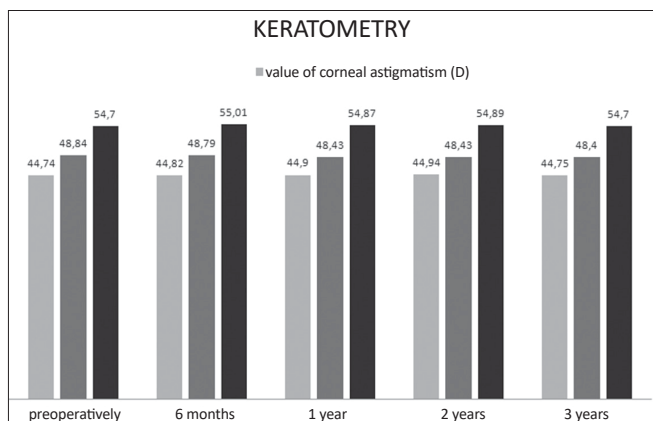 KERATOMETRY
value of corneal astigmatism (D)
44,74 48,84 54,7 44,82 48,79 55,01 44,9 48,43 54,87 44,94 48,43 54,89 44,75 48,4 54,7
preoperatively 6 months 1 year 2 years 3 years